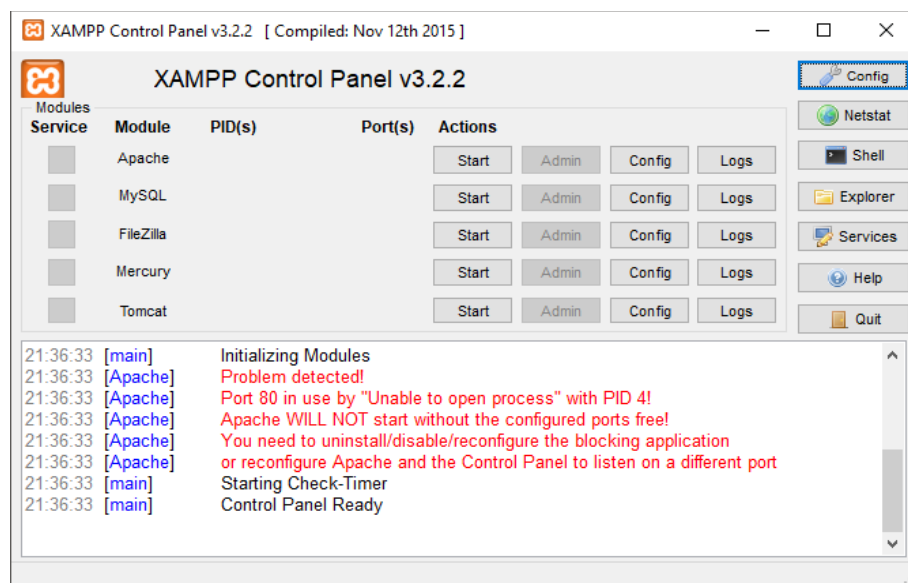 XAMPP Control Panel v3.2.2 [ Compiled: Nov 12th 2015 ]
XAMPP Control Panel v3.2.2
Config
Modules
Service Module PID(s) Port(s) Actions
Netstat
Apache Start Admin Config Logs
Shell
MySQL Start Admin Config Logs
Explorer
FileZilla Start Admin Config Logs
Services
Mercury Start Admin Config Logs
Help
Tomcat Start Admin Config Logs
Quit
21:36:33 [main] Initializing Modules
21:36:33 [Apache] Problem detected!
21:36:33 [Apache] Port 80 in use by "Unable to open process" with PID 4!
21:36:33 [Apache] Apache WILL NOT start without the configured ports free!
21:36:33 [Apache] You need to uninstall/disable/reconfigure the blocking application
21:36:33 [Apache] or reconfigure Apache and the Control Panel to listen on a different port
21:36:33 [main] Starting Check-Timer
21:36:33 [main] Control Panel Ready